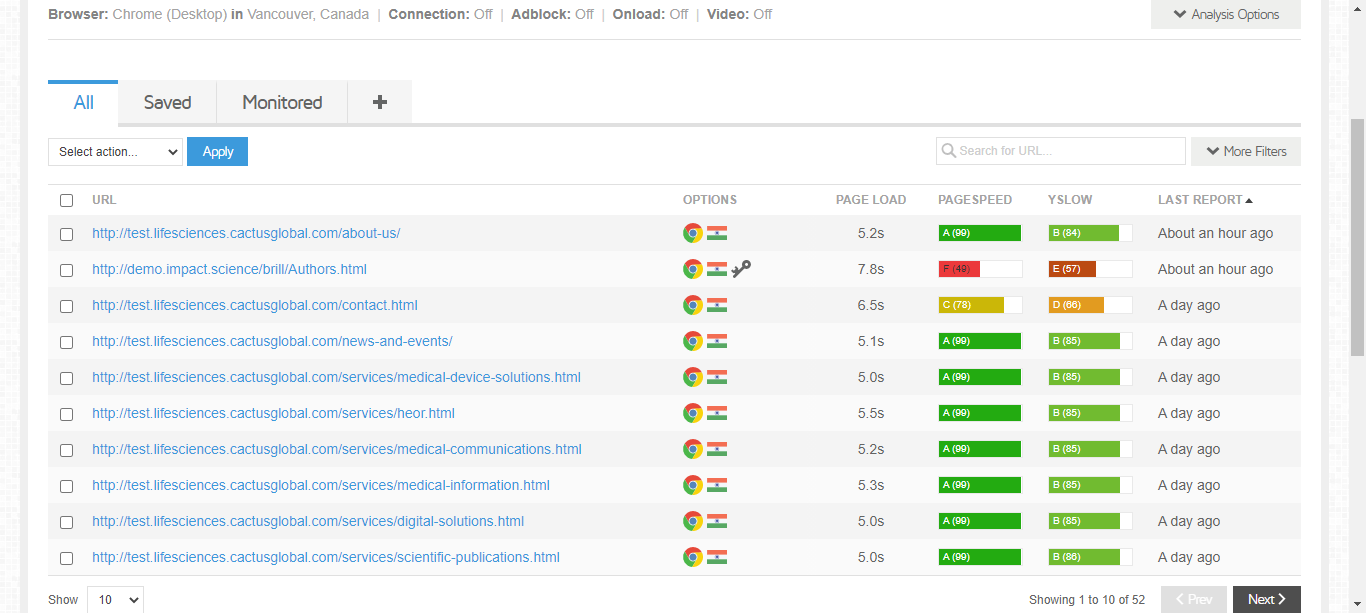 Browser: Chrome (Desktop) in Vancouver, Canada | Connection: Off | Adblock: Off | Onload: Off | Video: Off
Analysis Options
All Saved Monitored +
Select action... Apply Search for URL... More Filters
URL OPTIONS PAGE LOAD PAGESPEED YSLOW LAST REPORT
http://test.lifesciences.cactusglobal.com/about-us/ 5.2s A (99) B (84) About an hour ago
http://demo.impact.science/brill/Authors.html 7.8s F (49) E (57) About an hour ago
http://test.lifesciences.cactusglobal.com/contact.html 6.5s C (78) D (66) A day ago
http://test.lifesciences.cactusglobal.com/news-and-events/ 5.1s A (99) B (85) A day ago
http://test.lifesciences.cactusglobal.com/services/medical-device-solutions.html 5.0s A (99) B (85) A day ago
http://test.lifesciences.cactusglobal.com/services/heor.html 5.5s A (99) B (85) A day ago
http://test.lifesciences.cactusglobal.com/services/medical-communications.html 5.2s A (99) B (85) A day ago
http://test.lifesciences.cactusglobal.com/services/medical-information.html 5.3s A (99) B (85) A day ago
http://test.lifesciences.cactusglobal.com/services/digital-solutions.html 5.0s A (99) B (85) A day ago
http://test.lifesciences.cactusglobal.com/services/scientific-publications.html 5.0s A (99) B (86) A day ago
Show 10 Showing 1 to 10 of 52 Prev Next